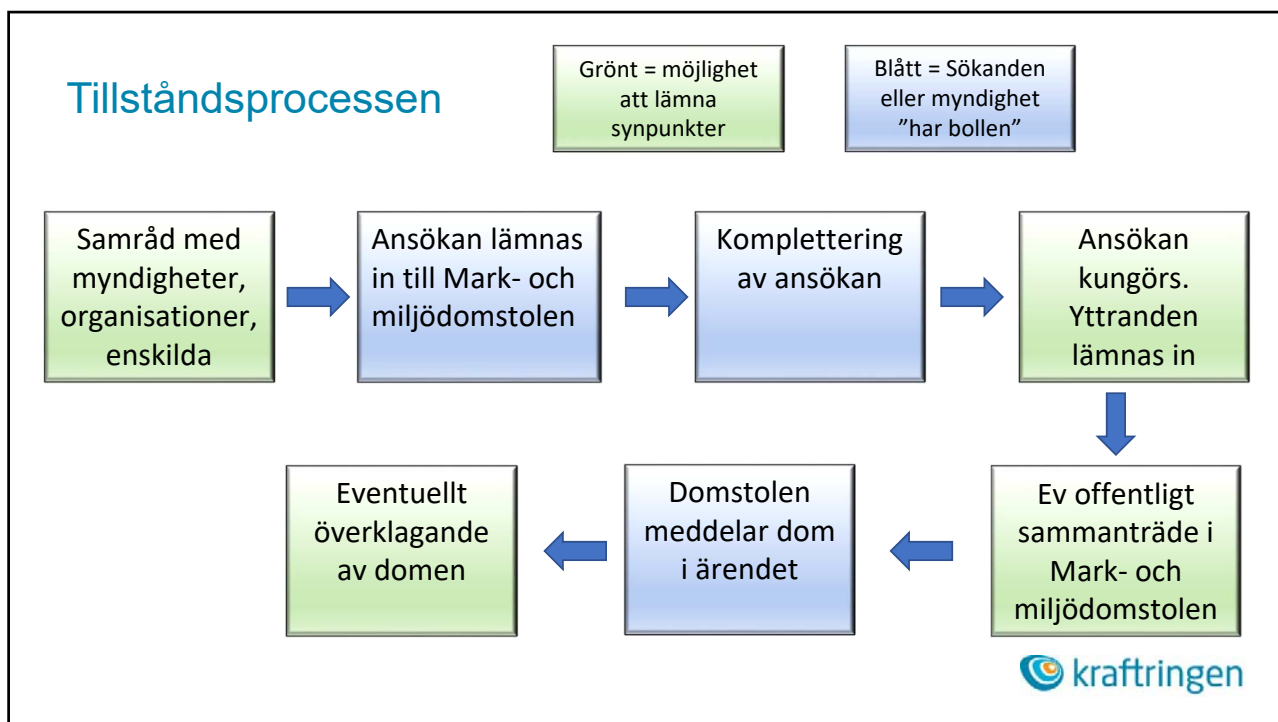 Tillståndsprocessen
Grönt = möjlighet
att lämna
synpunkter
Blått = Sökanden
eller myndighet
”har bollen”
Samråd med
myndigheter,
organisationer,
enskilda
Ansökan lämnas
in till Mark- och
miljödomstolen
Komplettering
av ansökan
Ansökan
kungörs.
Yttranden
lämnas in
Ev offentligt
sammanträde i
Mark- och
miljödomstolen
Domstolen
meddelar dom
i ärendet
Eventuellt
överklagande
av domen
kraftringen